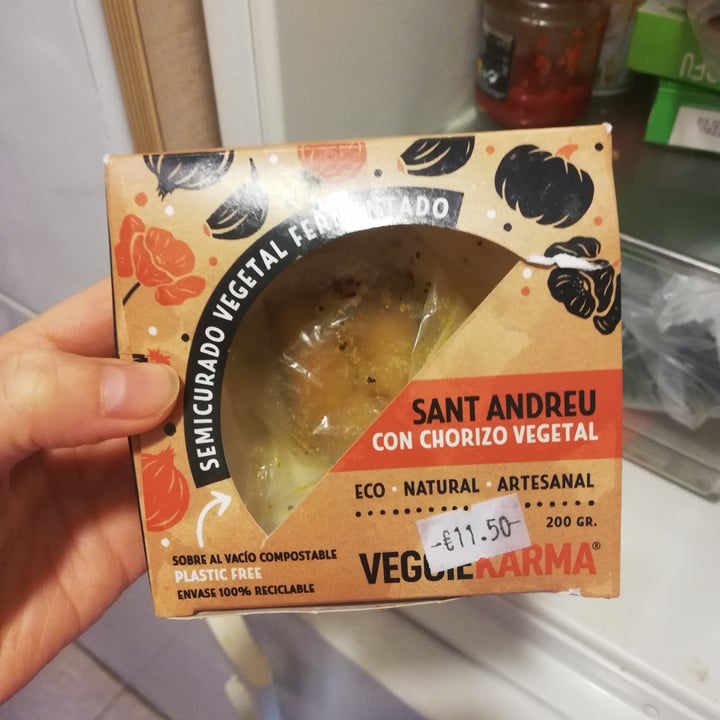 SEMICURADO VEGETAL FERMENTADO
SANT ANDREU
CON CHORIZO VEGETAL
ECO • NATURAL • ARTESANAL
200 GR.
-€11.50-
VEGGIEKARMA®
SOBRE AL VACÍO COMPOSTABLE
PLASTIC FREE
ENVASE 100% RECICLABLE